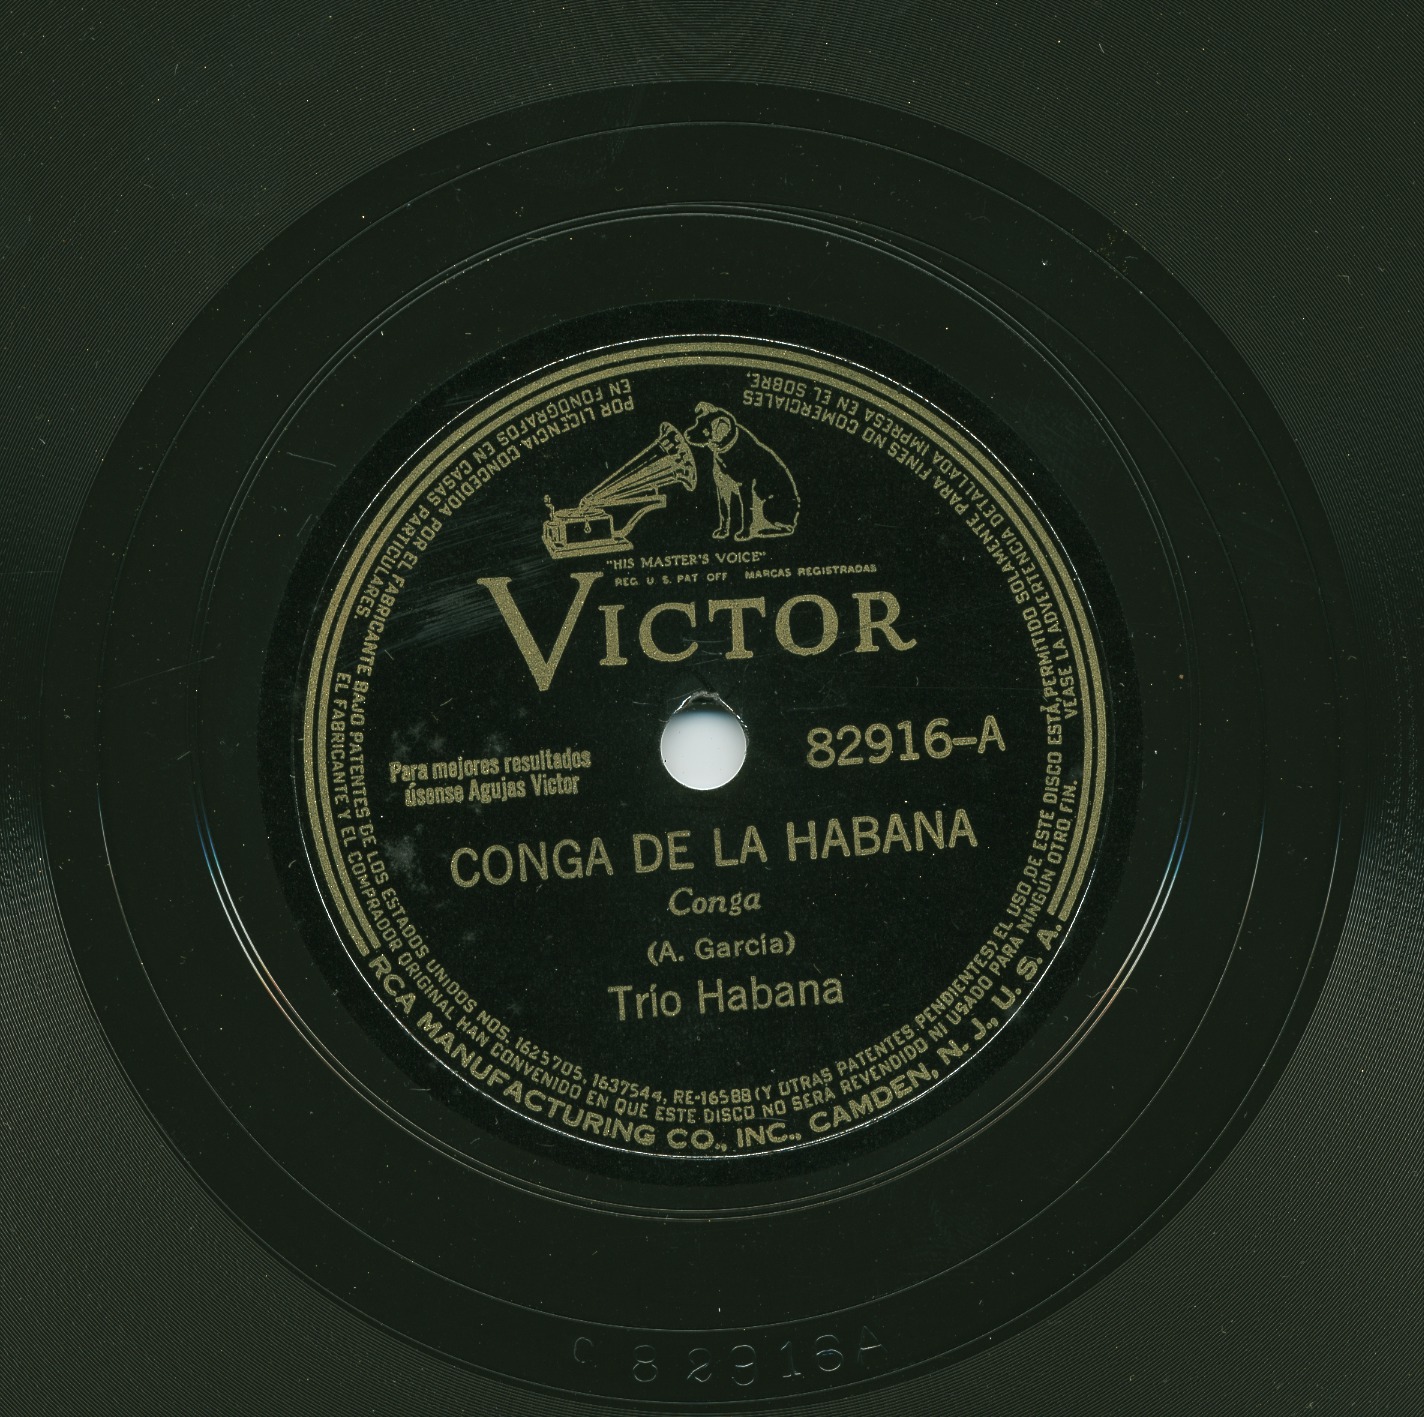 "HIS MASTER'S VOICE"
REG. U. S. PAT OFF MARCAS REGISTRADAS
VICTOR
Para mejores resultados
úsense Agujas Victor
82916-A
CONGA DE LA HABANA
Conga
(A. García)
Trío Habana
POR LICENCIA CONCEDIDA POR EL FABRICANTE BAJO PATENTES DE LOS ESTADOS UNIDOS NOS. 1625705, 1637544, RE-16588 (Y OTRAS PATENTES PENDIENTES) EL USO DE ESTE DISCO ESTÁ PERMITIDO SOLAMENTE PARA FINES NO COMERCIALES
EN FONOGRAFOS EN CASAS PARTICULARES.
EL FABRICANTE Y EL COMPRADOR ORIGINAL HAN CONVENIDO EN QUE ESTE DISCO NO SERA REVENDIDO NI USADO PARA NINGUN OTRO FIN.
VEASE LA ADVERTENCIA DETALLADA IMPRESA EN EL SOBRE.
RCA MANUFACTURING CO., INC., CAMDEN, N. J., U. S. A.
C 82916A